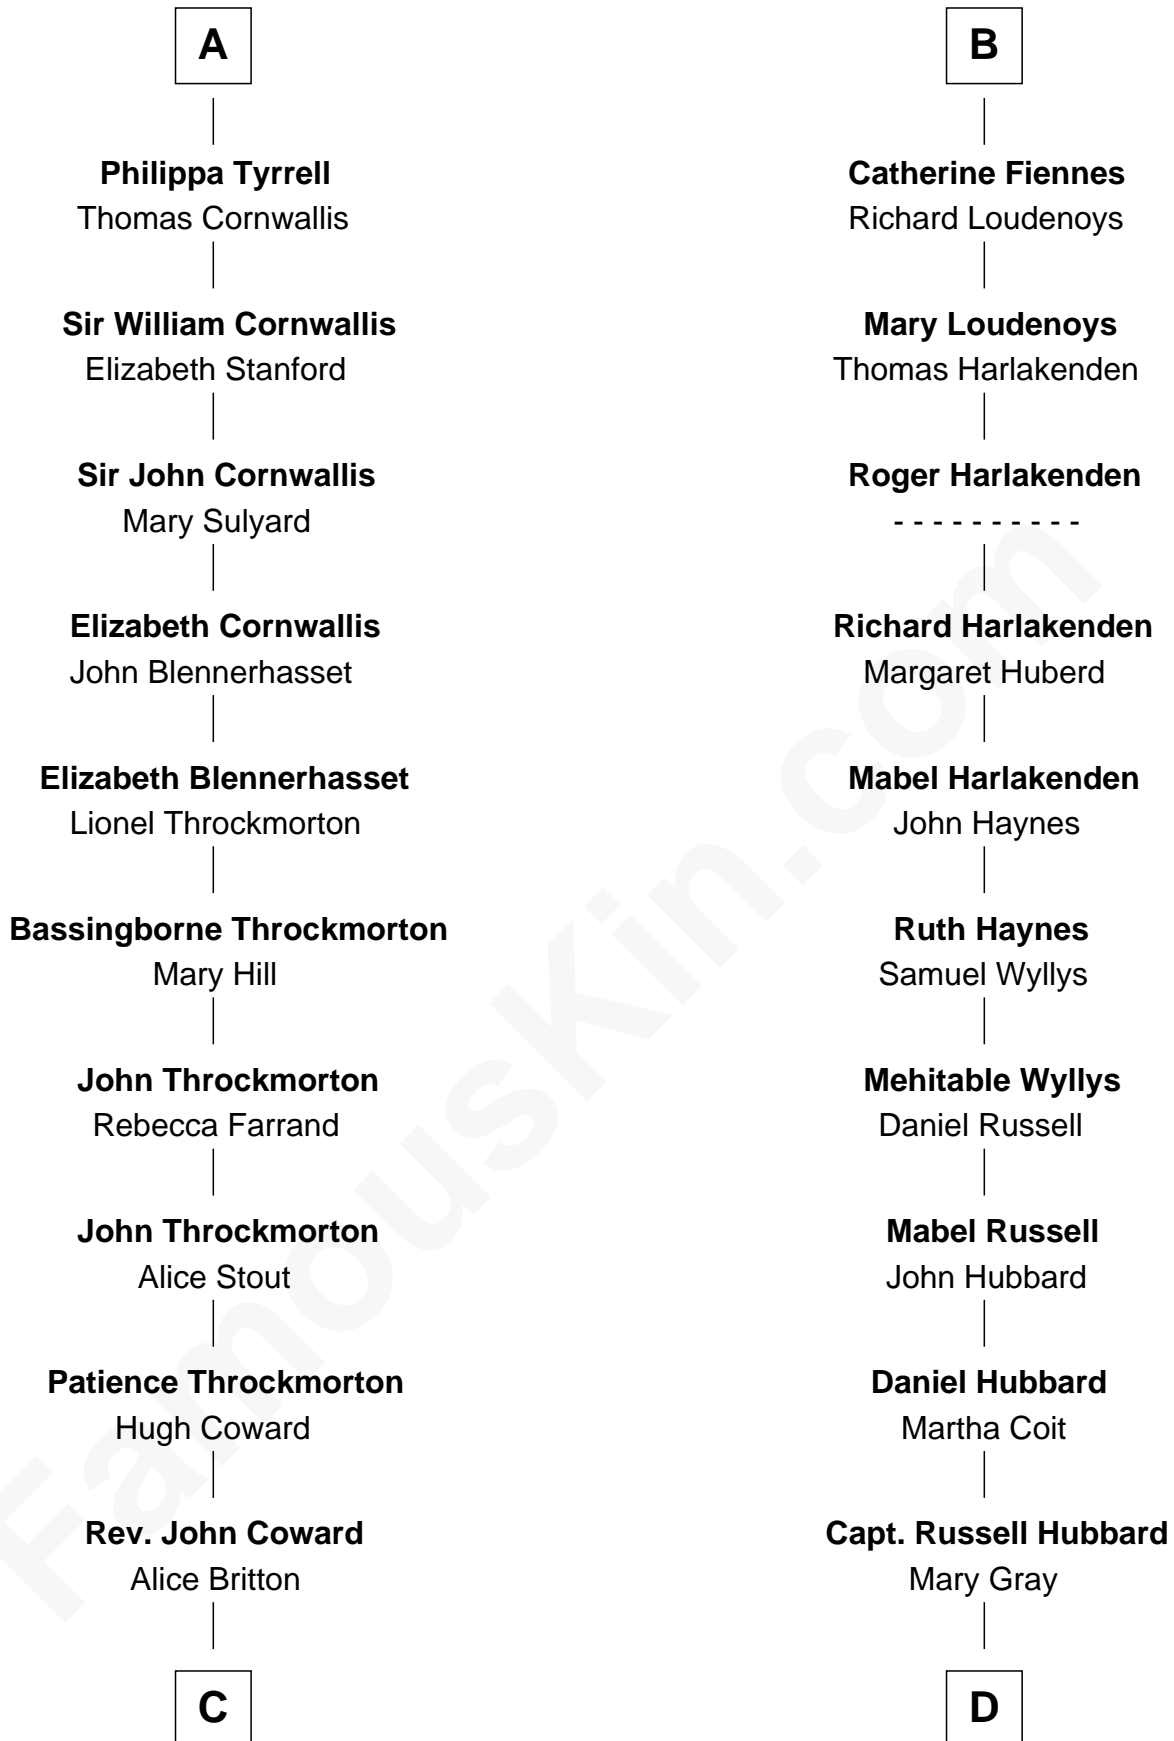 A
Philippa Tyrrell
Thomas Cornwallis
Sir William Cornwallis
Elizabeth Stanford
Sir John Cornwallis
Mary Sulyard
Elizabeth Cornwallis
John Blennerhasset
Elizabeth Blennerhasset
Lionel Throckmorton
Bassingborne Throckmorton
Mary Hill
John Throckmorton
Rebecca Farrand
John Throckmorton
Alice Stout
Patience Throckmorton
Hugh Coward
Rev. John Coward
Alice Britton
C
B
Catherine Fiennes
Richard Loudenoys
Mary Loudenoys
Thomas Harlakenden
Roger Harlakenden
- - - - - - - - - -
Richard Harlakenden
Margaret Huberd
Mabel Harlakenden
John Haynes
Ruth Haynes
Samuel Wyllys
Mehitable Wyllys
Daniel Russell
Mabel Russell
John Hubbard
Daniel Hubbard
Martha Coit
Capt. Russell Hubbard
Mary Gray
D
FamousKin.com